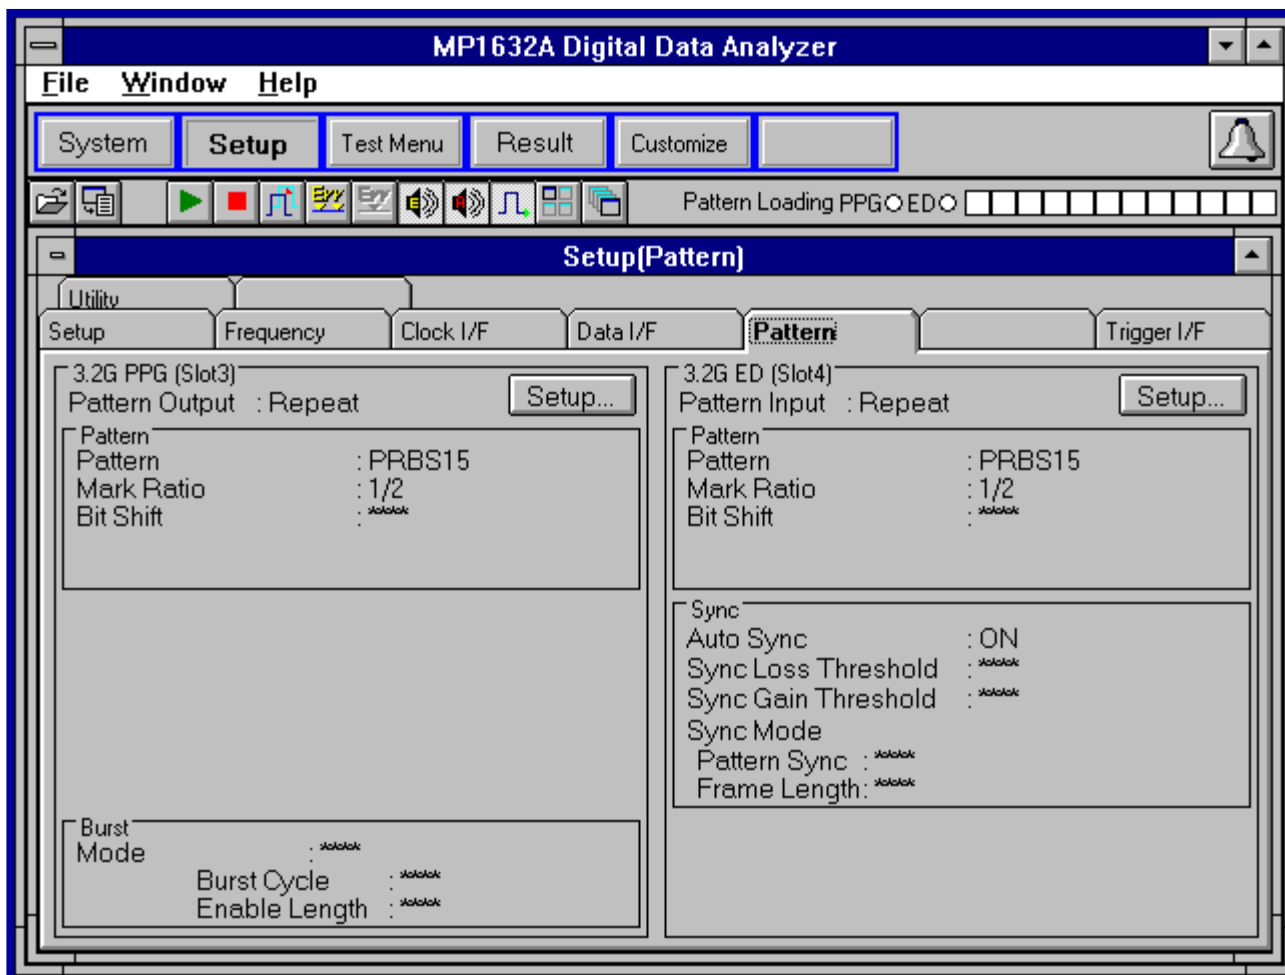 MP1632A Digital Data Analyzer
File Window Help
System Setup Test Menu Result Customize
Pattern Loading PPG ED
Setup(Pattern)
Utility
Setup Frequency Clock I/F Data I/F Pattern Trigger I/F
3.2G PPG (Slot3)
Pattern Output : Repeat Setup...
Pattern
Pattern : PRBS15
Mark Ratio : 1/2
Bit Shift : ****
Burst
Mode : ****
Burst Cycle : ****
Enable Length : ****
3.2G ED (Slot4)
Pattern Input : Repeat Setup...
Pattern
Pattern : PRBS15
Mark Ratio : 1/2
Bit Shift : ****
Sync
Auto Sync : ON
Sync Loss Threshold : ****
Sync Gain Threshold : ****
Sync Mode
Pattern Sync : ****
Frame Length: ****